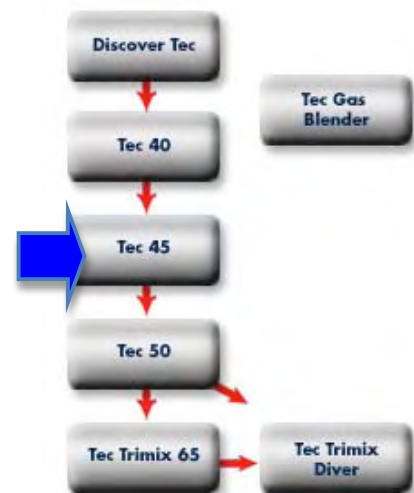 Discover Tec
Tec Gas
Blender
Tec 40
Tec 45
Tec 50
Tec Trimix 65
Tec Trimix
Diver